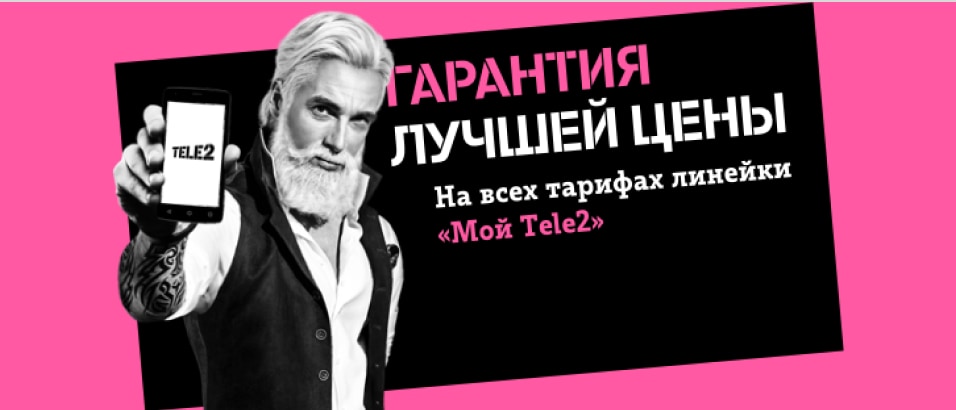 TELE2
ГАРАНТИЯ
ЛУЧШЕЙ ЦЕНЫ
На всех тарифах линейки
«Мой Tele2»